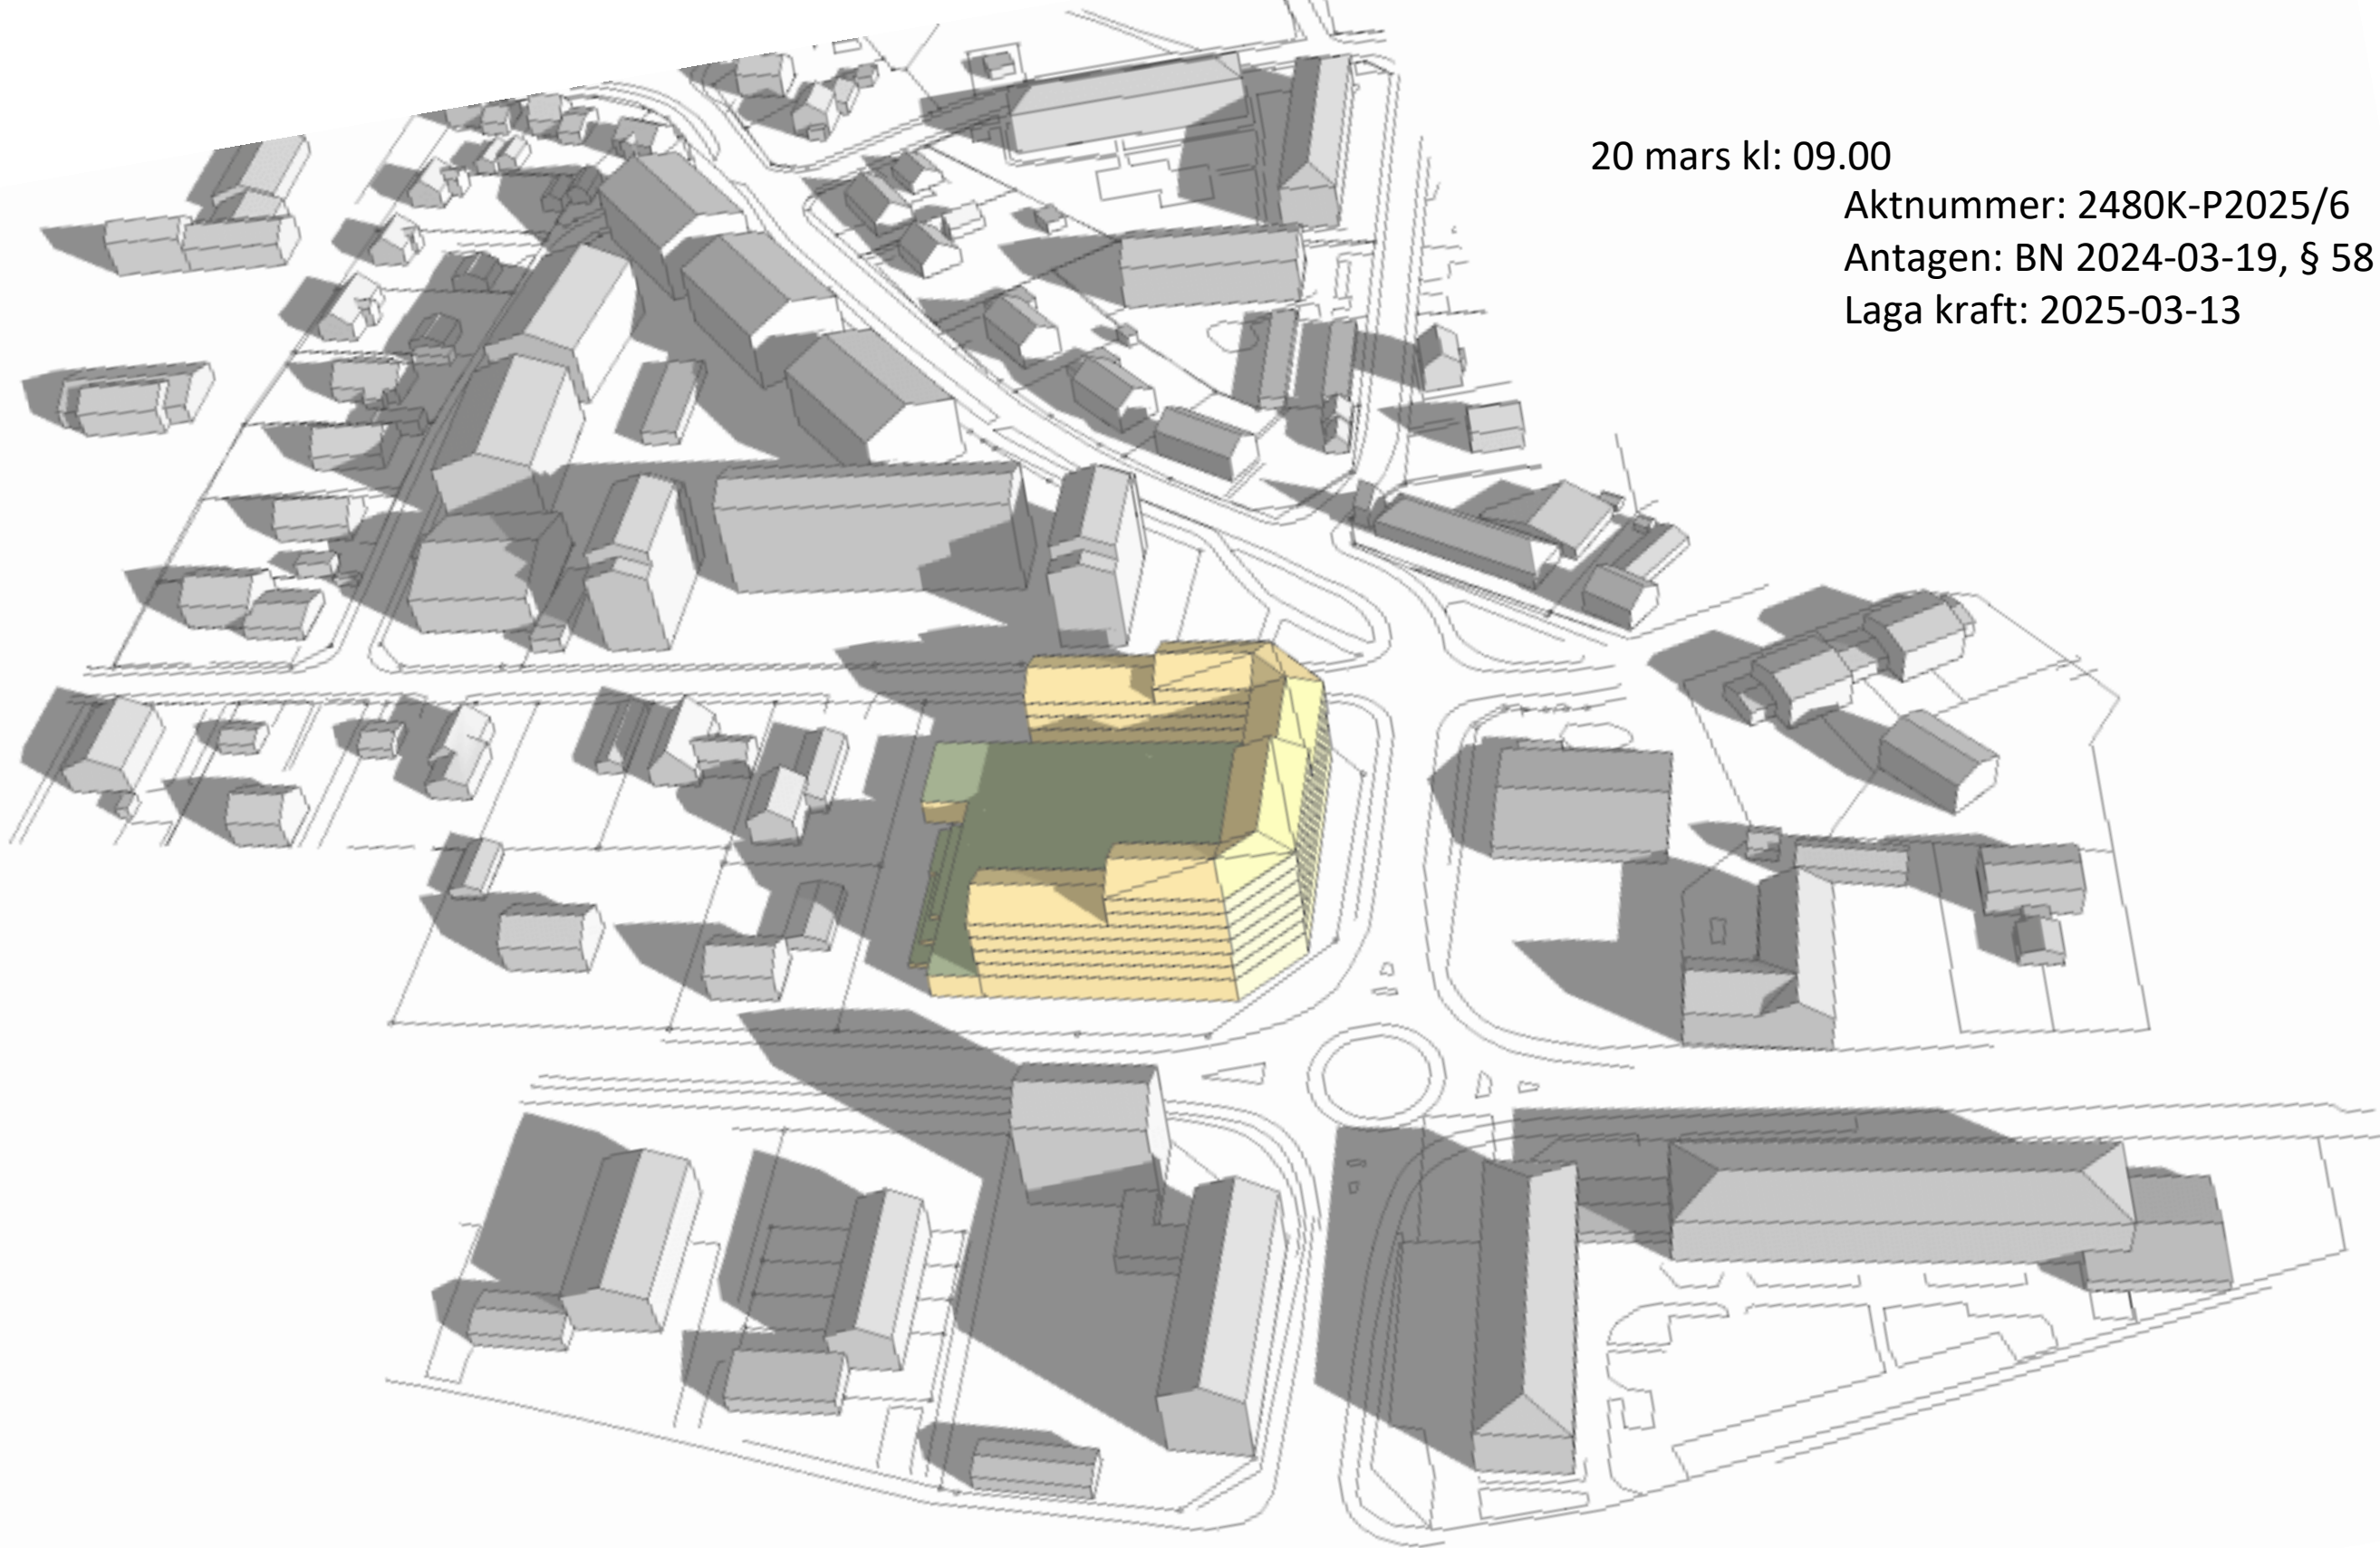 20 mars kl: 09.00
Aktnummer: 2480K-P2025/6
Antagen: BN 2024-03-19, § 58
Laga kraft: 2025-03-13